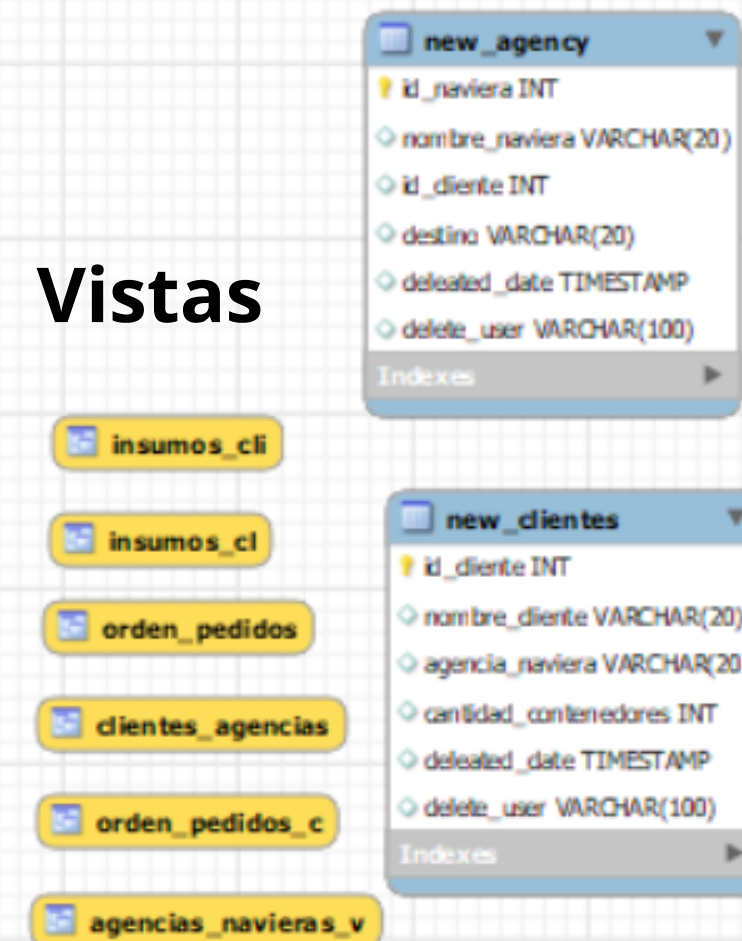 new_agency
id_naviera INT
nombre_naviera VARCHAR(20)
id_cliente INT
destino VARCHAR(20)
deleated_date TIMESTAMP
delete_user VARCHAR(100)
Indexes
Vistas
insumos_cli
insumos_cl
orden_pedidos
clientes_agencias
orden_pedidos_c
agencias_navieras_v
new_clientes
id_cliente INT
nombre_cliente VARCHAR(20)
agencia_naviera VARCHAR(20
cantidad_contenedores INT
deleated_date TIMESTAMP
delete_user VARCHAR(100)
Indexes